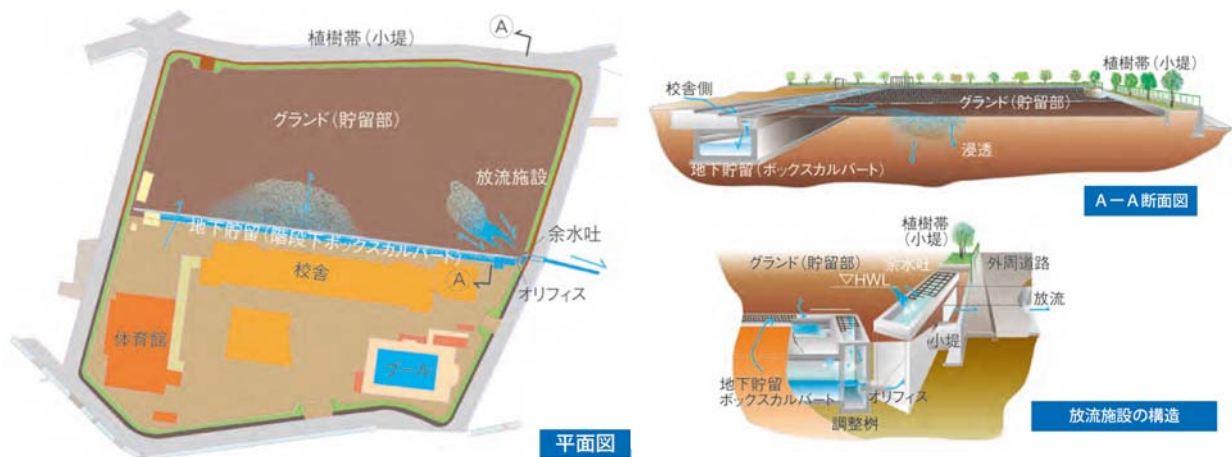 植樹帯（小堤）
A
グランド（貯留部）
放流施設
地下貯留（階段下ボックスカルバート）
余水吐
校舎
A
オリフィス
体育館
プール
平面図
植樹帯（小堤）
校舎側
グランド（貯留部）
浸透
地下貯留（ボックスカルバート）
A－A断面図
植樹帯
（小堤）
グランド（貯留部）
余水吐
外周道路
▽HWL
放流
小堤
地下貯留
ボックスカルバート
オリフィス
調整桝
放流施設の構造